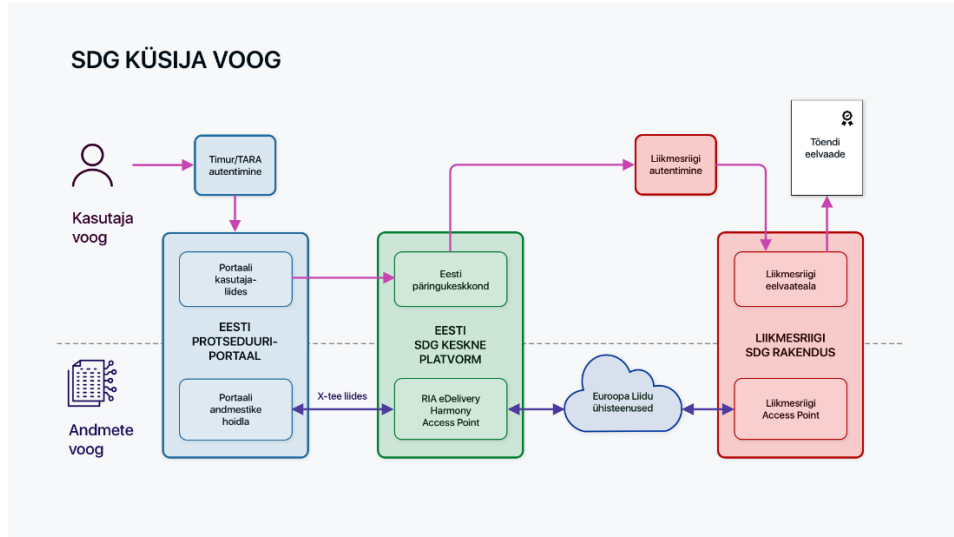 SDG KÜSIJA VOOG
Tõendi
eelvaade
Timur/TARA
autentimine
Liikmesriigi
autentimine
Kasutaja
voog
Portaali
kasutaja-
liides
Eesti
päringukeskkond
Liikmesriigi
eelvaateala
EESTI
PROTSEDUURI-
PORTAAL
EESTI
SDG KESKNE
PLATVORM
LIIKMESRIIGI
SDG RAKENDUS
Andmete
voog
Portaali
andmestike
hoidla
X-tee liides
RIA eDelivery
Harmony
Access Point
Euroopa Liidu
ühisteenused
Liikmesriigi
Access Point